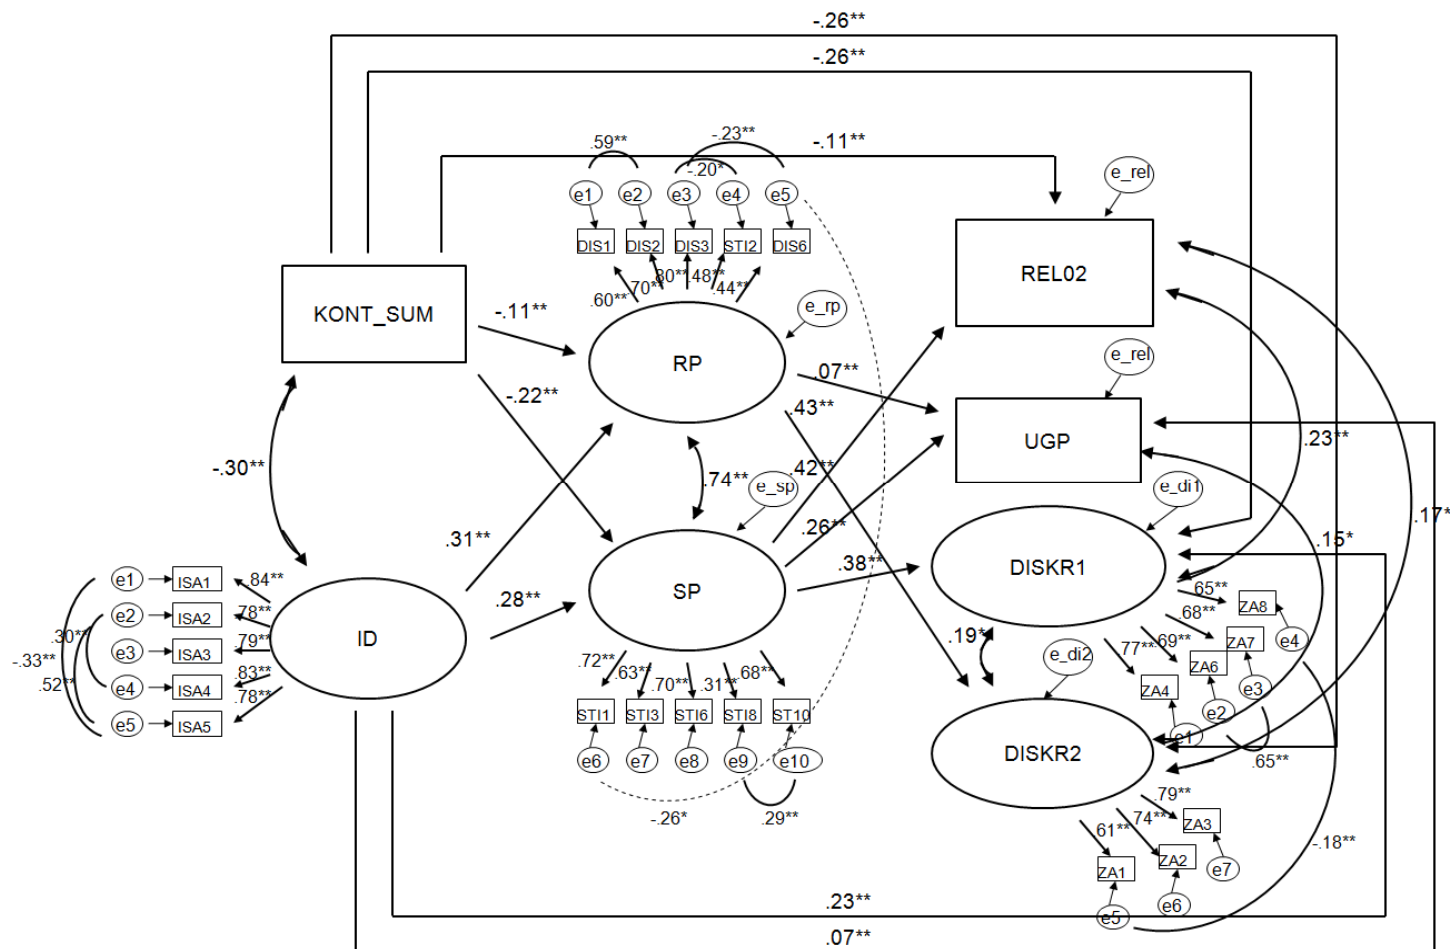 -.26**
-.26**
-.23**
.59**
-.11**
-.20*
e_rel
e1
e2
e3
e4
e5
DIS1
DIS2
DIS3
STI2
DIS6
REL02
.60**
.70**
.80**
.48**
.44**
KONT_SUM
-.11**
e_rp
RP
.07**
e_rel
-.22**
.43**
UGP
.23**
-.30**
.74**
.42**
e_sp
e_di1
.17*
.31**
.26**
.15*
.38**
DISKR1
e1
ISA1
.84**
SP
.65**
ZA8
e2
ISA2
.78**
.28**
.68**
ZA7
e4
.30**
e3
ISA3
.79**
ID
.19*
.77**
.69**
ZA6
-.33**
.52**
e4
ISA4
.83**
.72**
.63**
.70**
.31**
.68**
e_di2
ZA4
e3
e5
ISA5
.78**
STI1
STI3
STI6
STI8
ST10
e2
e1
e6
e7
e8
e9
e10
DISKR2
.65**
-.26*
.29**
.79**
.74**
61**
ZA3
-.18**
ZA1
ZA2
e7
e5
e6
.23**
.07**